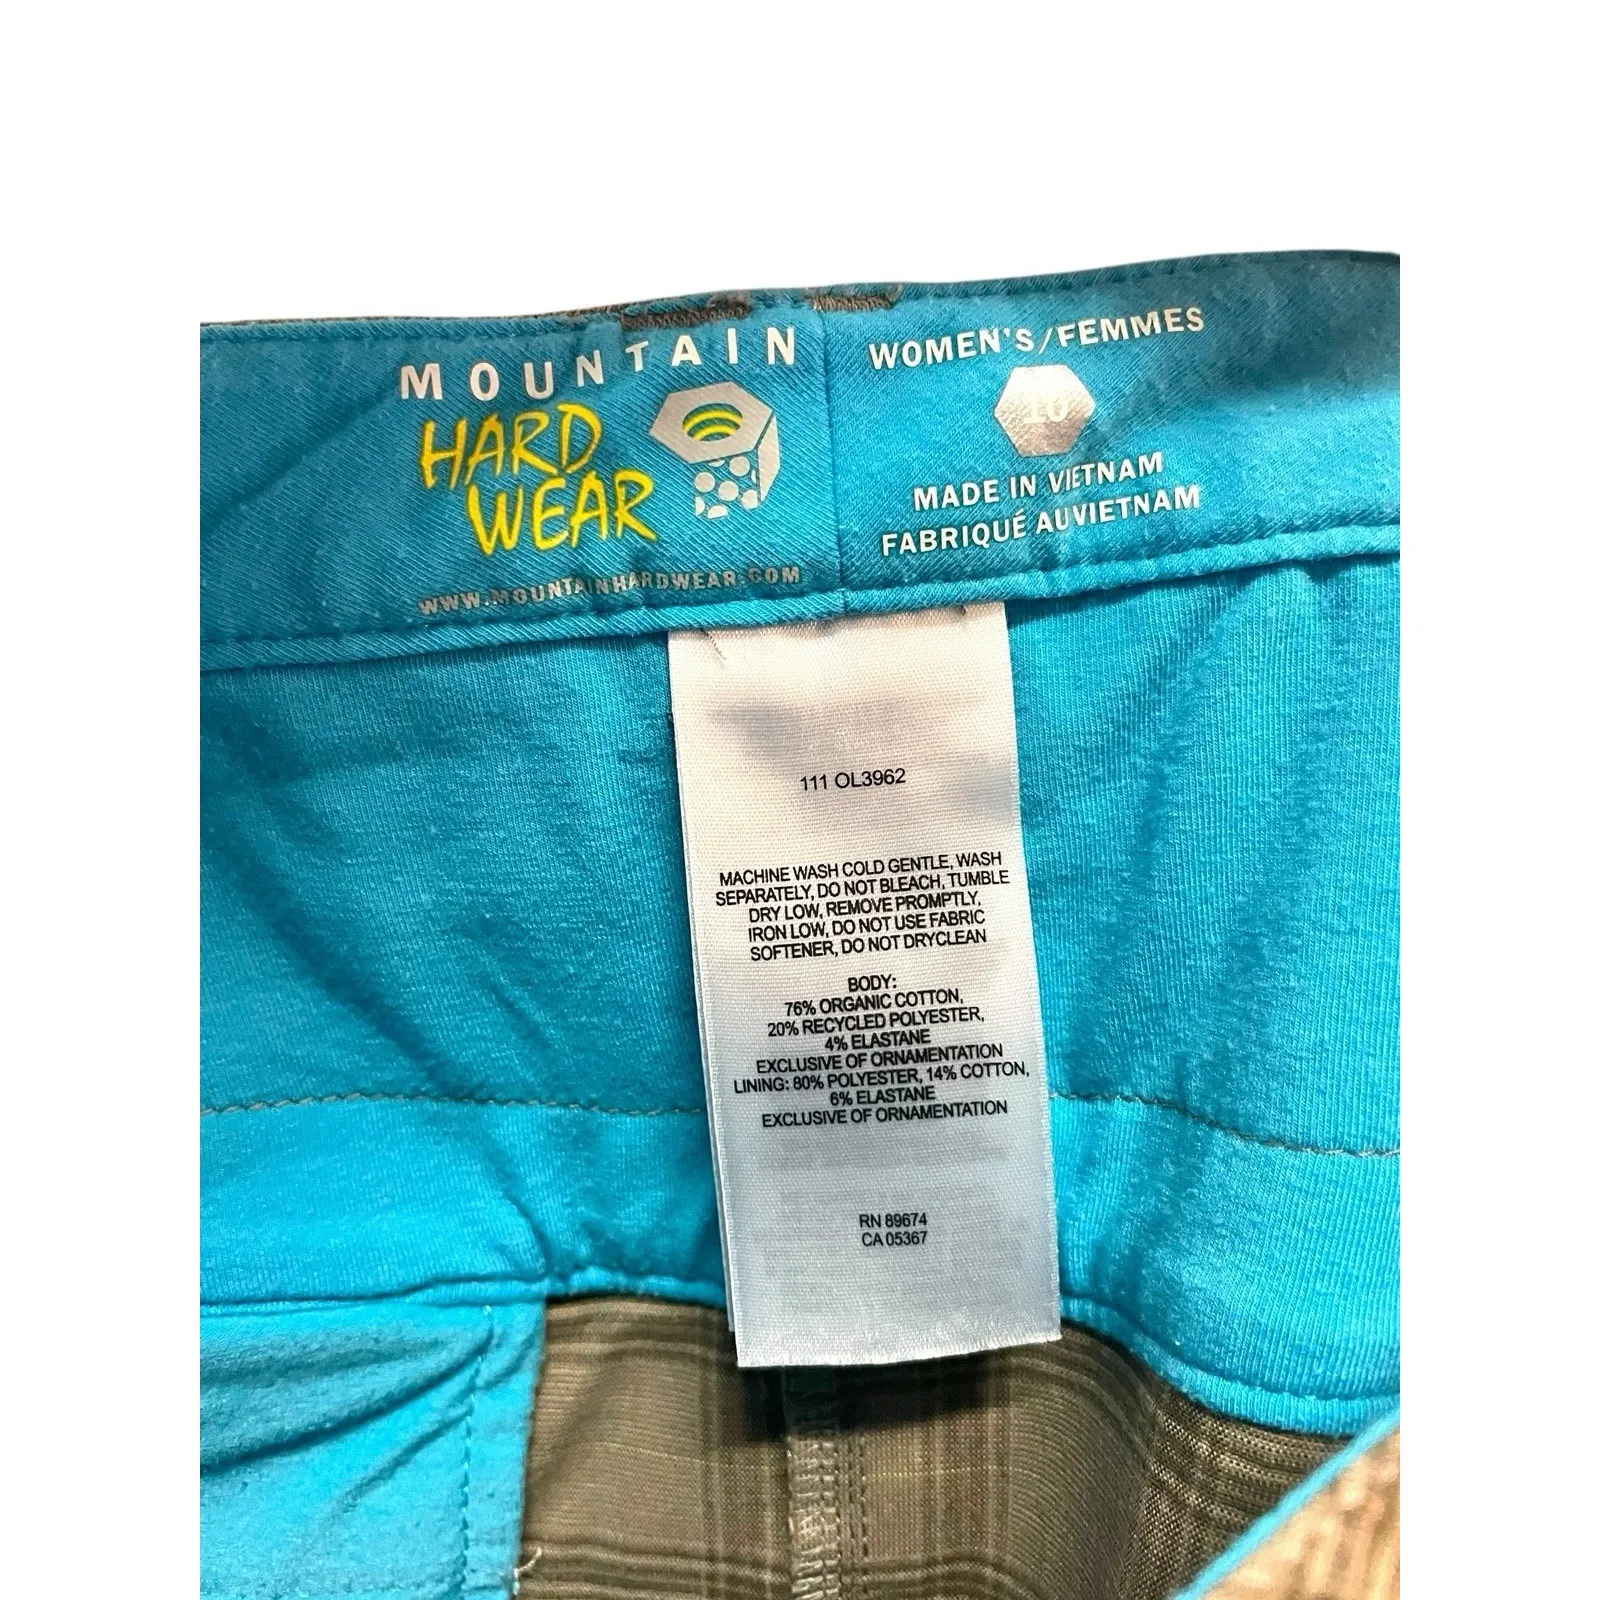 MOUNTAIN
HARD
WEAR
WWW.MOUNTAINHARDWEAR.COM
WOMEN'S/FEMMES
10
MADE IN VIETNAM
FABRIQUÉ AUVIETNAM
111 OL3962
MACHINE WASH COLD GENTLE, WASH
SEPARATELY, DO NOT BLEACH, TUMBLE
DRY LOW, REMOVE PROMPTLY,
IRON LOW, DO NOT USE FABRIC
SOFTENER, DO NOT DRYCLEAN
BODY:
76% ORGANIC COTTON,
20% RECYCLED POLYESTER,
4% ELASTANE
EXCLUSIVE OF ORNAMENTATION
LINING: 80% POLYESTER, 14% COTTON,
6% ELASTANE
EXCLUSIVE OF ORNAMENTATION
RN 89674
CA 05367